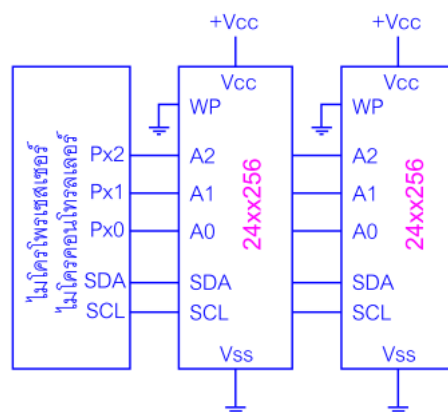 +Vcc
+Vcc
ไมโครโพรเซสเซอร์
ไมโครคอนโทรลเลอร์
Px2
Px1
Px0
SDA
SCL
Vcc
WP
A2
A1
A0
SDA
SCL
Vss
24xx256
Vcc
WP
A2
A1
A0
SDA
SCL
Vss
24xx256